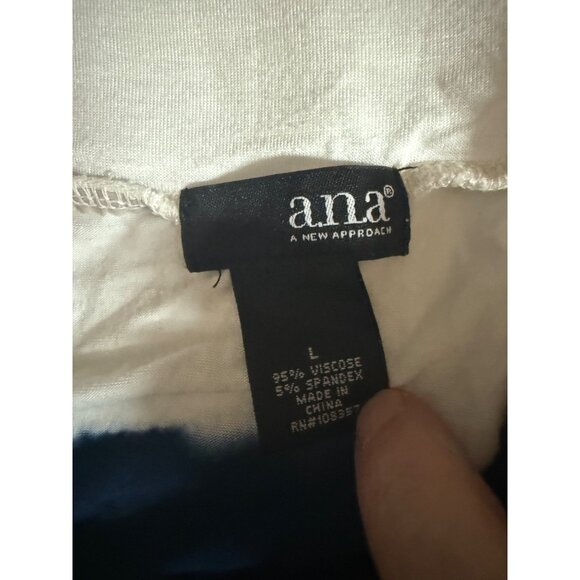 a.n.a®
A NEW APPROACH
L
95% VISCOSE
5% SPANDEX
MADE IN
CHINA